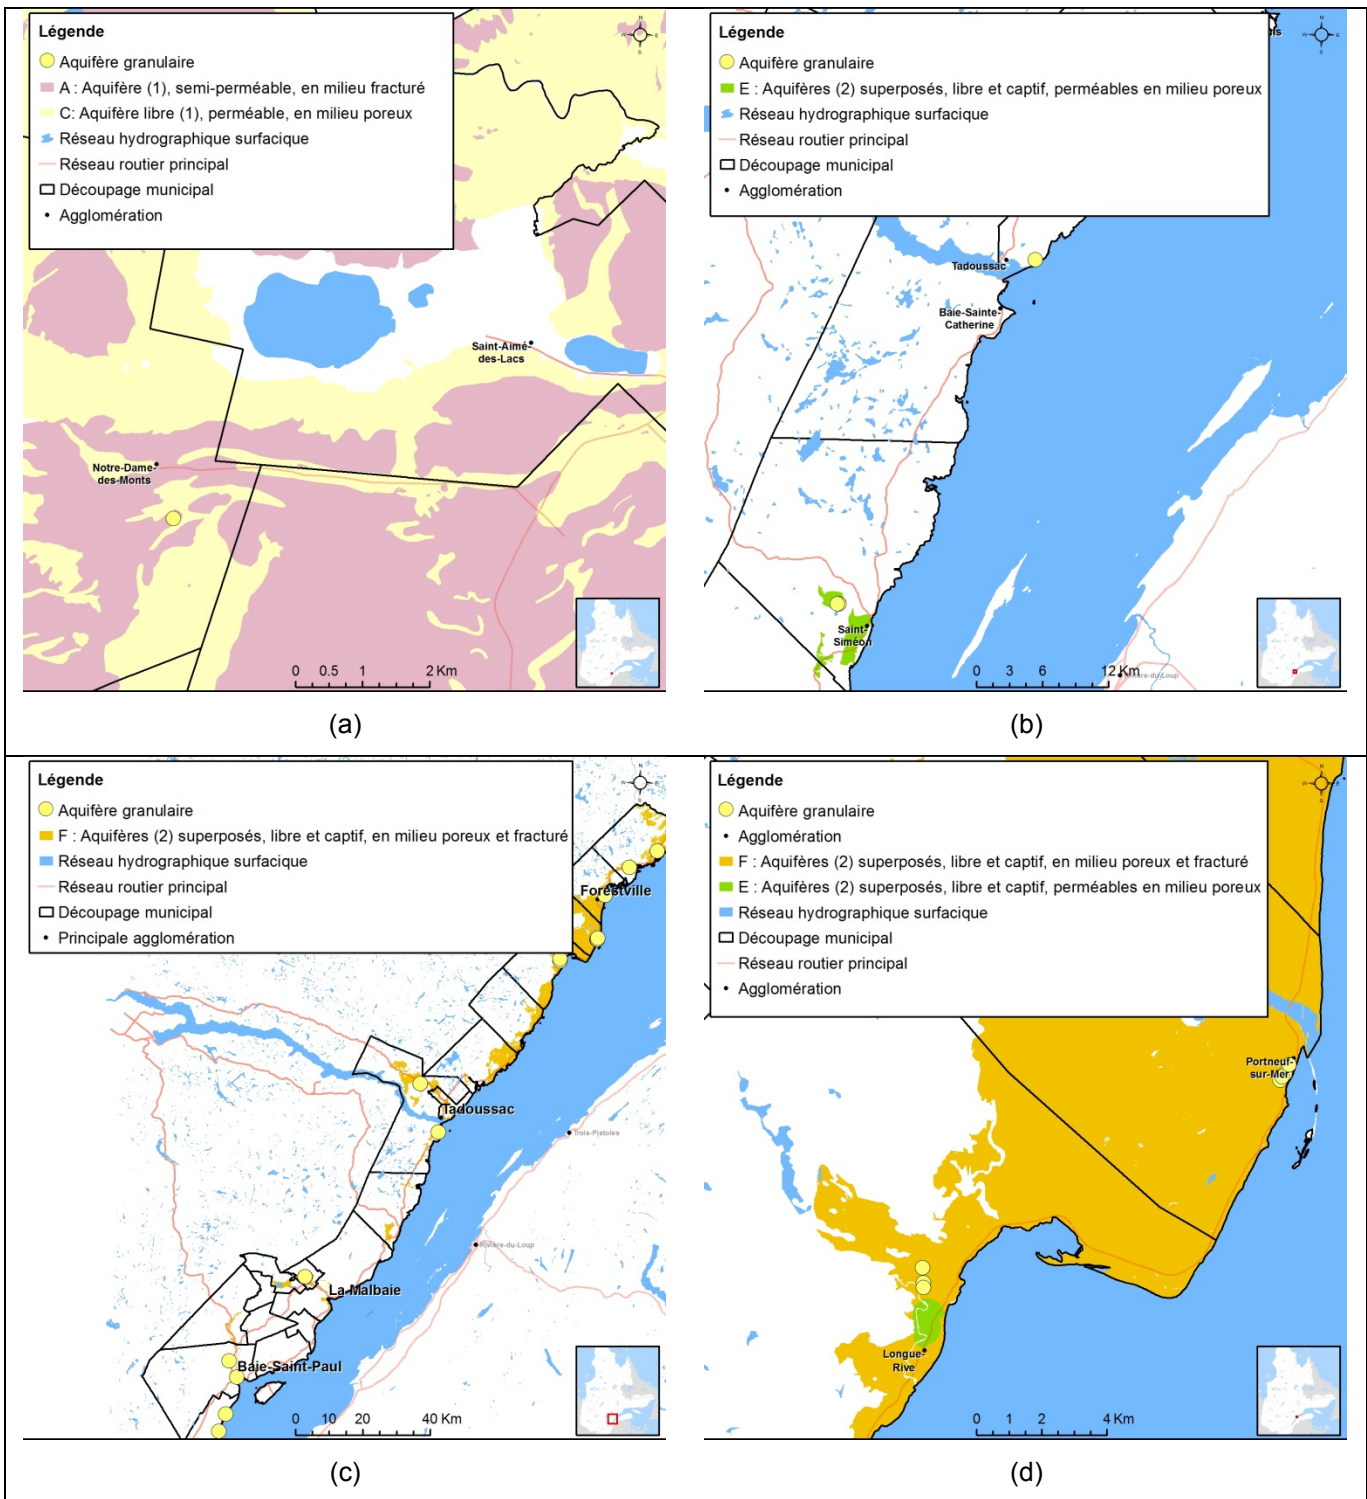 Légende
Aquifère granulaire
A : Aquifère (1), semi-perméable, en milieu fracturé
C: Aquifère libre (1), perméable, en milieu poreux
Réseau hydrographique surfacique
Réseau routier principal
Découpage municipal
Agglomération
N
W
E
S
Saint-Aimé-
des-Lacs
Notre-Dame-
des-Monts
0 0.5 1 2 Km
(a)
Légende
Aquifère granulaire
E : Aquifères (2) superposés, libre et captif, perméables en milieu poreux
Réseau hydrographique surfacique
Réseau routier principal
Découpage municipal
Agglomération
N
W
E
S
Tadoussac
Baie-Sainte-
Catherine
Saint-
Siméon
0 3 6 12 Km
(b)
Légende
Aquifère granulaire
F : Aquifères (2) superposés, libre et captif, en milieu poreux et fracturé
Réseau hydrographique surfacique
Réseau routier principal
Découpage municipal
Principale agglomération
N
W
E
S
Forestville
Tadoussac
Trois-Pistoles
Rivière-du-Loup
La Malbaie
Baie-Saint-Paul
0 10 20 40 Km
(c)
Légende
Aquifère granulaire
Agglomération
F : Aquifères (2) superposés, libre et captif, en milieu poreux et fracturé
E : Aquifères (2) superposés, libre et captif, perméables en milieu poreux
Réseau hydrographique surfacique
Découpage municipal
Réseau routier principal
Agglomération
N
W
E
S
Portneuf-
sur-Mer
Longue-
Rive
0 1 2 4 Km
(d)